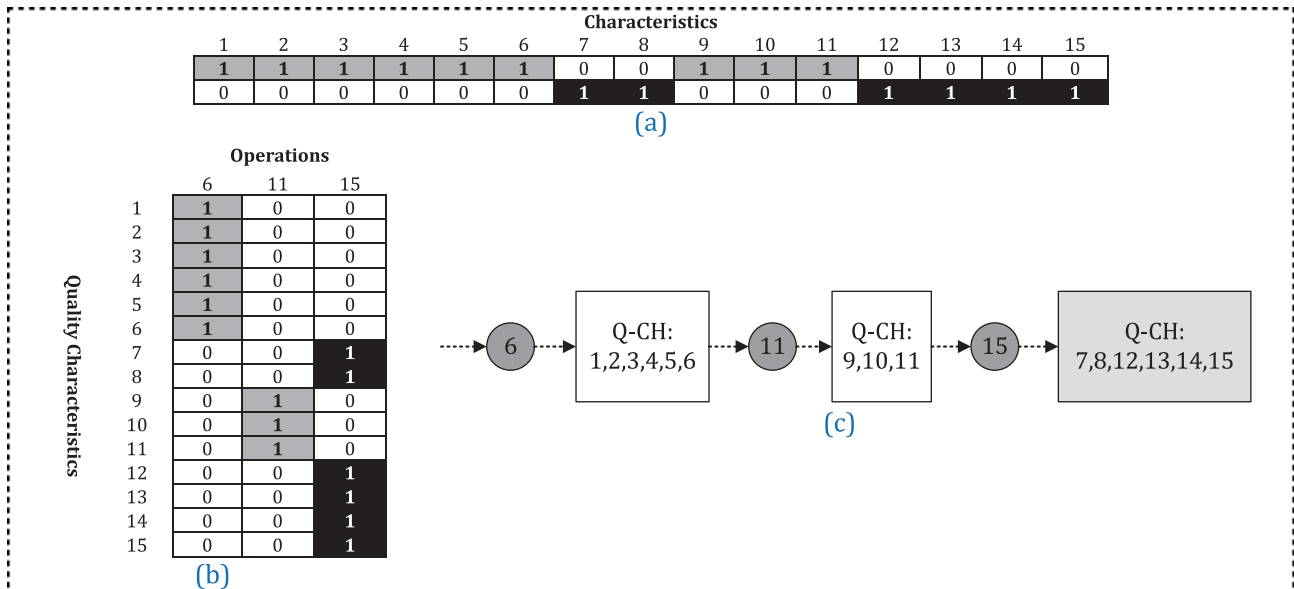 Characteristics
1 2 3 4 5 6 7 8 9 10 11 12 13 14 15
1 1 1 1 1 1 0 0 1 1 1 0 0 0 0
0 0 0 0 0 0 1 1 0 0 0 1 1 1 1
(a)
Operations
6 11 15
Quality Characteristics
1 1 0 0
2 1 0 0
3 1 0 0
4 1 0 0
5 1 0 0
6 1 0 0
7 0 0 1
8 0 0 1
9 0 1 0
10 0 1 0
11 0 1 0
12 0 0 1
13 0 0 1
14 0 0 1
15 0 0 1
(b)
6
Q-CH:
1,2,3,4,5,6
11
Q-CH:
9,10,11
15
Q-CH:
7,8,12,13,14,15
(c)